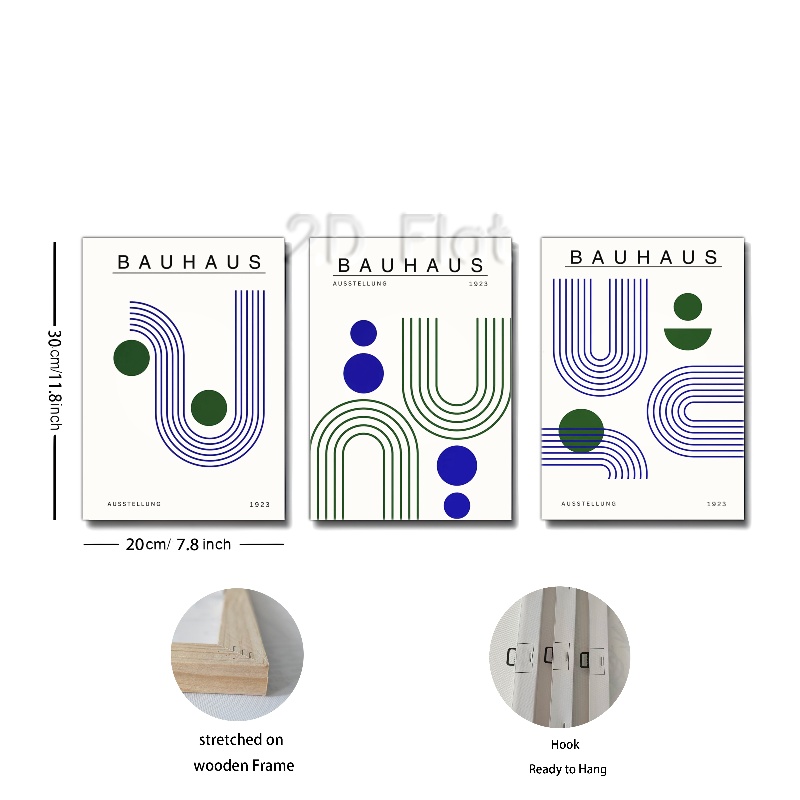 2D Flat
BAUHAUS
BAUHAUS
AUSSTELLUNG 1923
BAUHAUS
30cm/11.8inch
AUSSTELLUNG 1923
AUSSTELLUNG 1923
20cm/ 7.8 inch
stretched on
wooden Frame
Hook
Ready to Hang